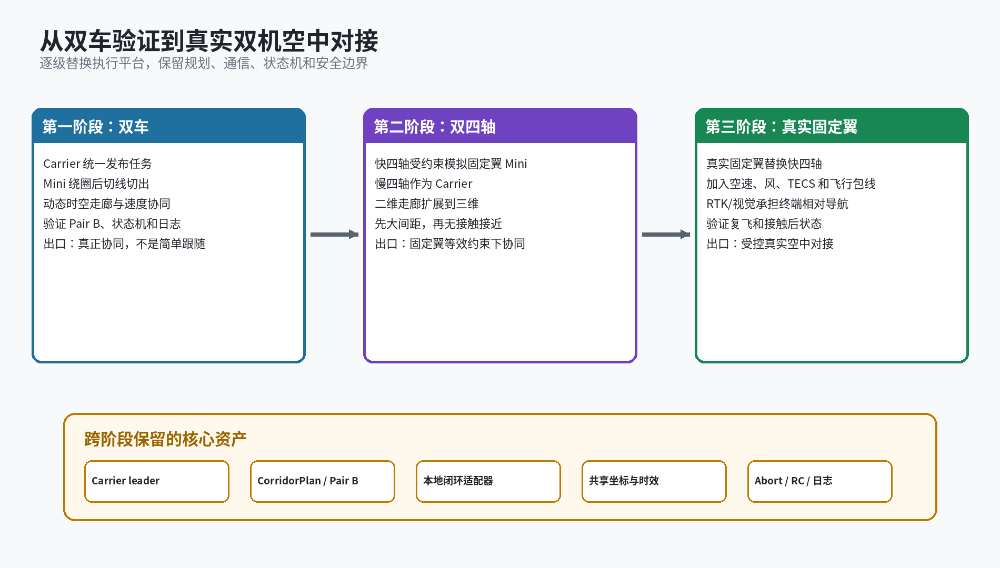 从双车验证到真实双机空中对接
逐级替换执行平台，保留规划、通信、状态机和安全边界
第一阶段：双车
Carrier 统一发布任务
Mini 绕圈后切线切出
动态时空走廊与速度协同
验证 Pair B、状态机和日志
出口：真正协同，不是简单跟随
第二阶段：双四轴
快四轴受约束模拟固定翼 Mini
慢四轴作为 Carrier
二维走廊扩展到三维
先大间距，再无接触接近
出口：固定翼等效约束下协同
第三阶段：真实固定翼
真实固定翼替换快四轴
加入空速、风、TECS 和飞行包线
RTK/视觉承担终端相对导航
验证复飞和接触后状态
出口：受控真实空中对接
跨阶段保留的核心资产
Carrier leader
CorridorPlan / Pair B
本地闭环适配器
共享坐标与时效
Abort / RC / 日志